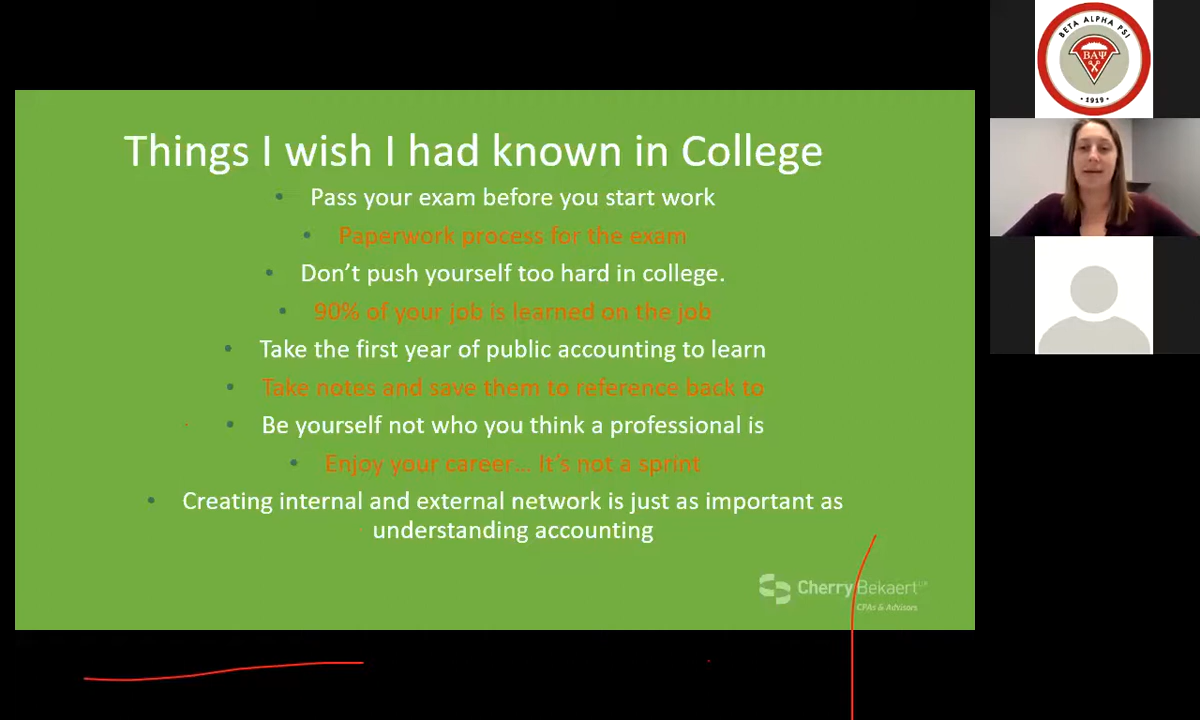 Things I wish I had known in College
• Pass your exam before you start work
• Paperwork process for the exam
• Don’t push yourself too hard in college.
• 90% of your job is learned on the job
• Take the first year of public accounting to learn
• Take notes and save them to reference back to
• Be yourself not who you think a professional is
• Enjoy your career… It’s not a sprint
• Creating internal and external network is just as important as
understanding accounting
Cherry Bekaert LLP
CPAs & Advisors
BETA ALPHA PSI
ΒΑΨ
• 1919 •